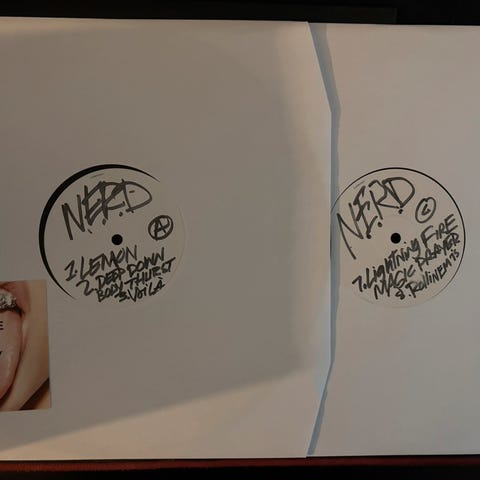 N.E.R.D
A
1. LEMON
2. DEEP DOWN
BODY THURST
3. VOILA
E
N.E.R.D
C
7. LIGHTNING FIRE
MAGIC PRAYER
8. ROLLINEM 7'S